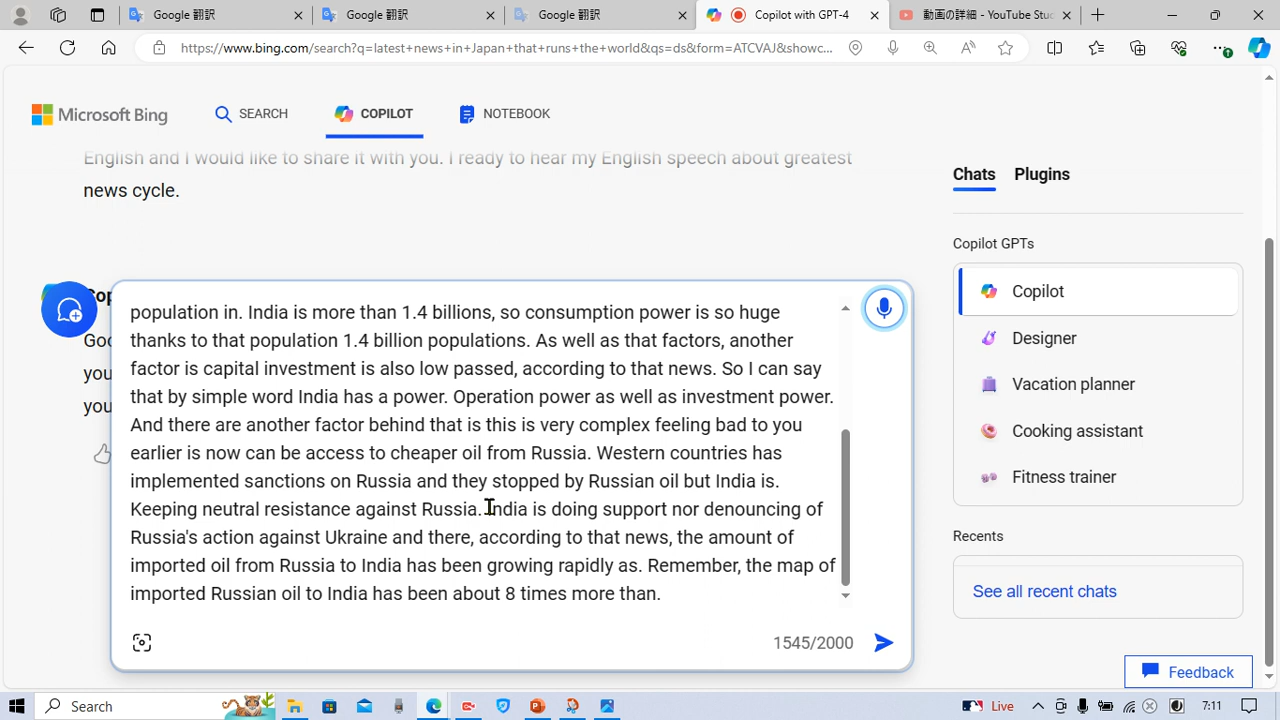 Google 翻訳
Google 翻訳
Google 翻訳
Copilot with GPT-4
動画の詳細 - YouTube Stu
https://www.bing.com/search?q=latest+news+in+Japan+that+runs+the+world&qs=ds&form=ATCVAJ&showc...
Microsoft Bing
SEARCH
COPILOT
NOTEBOOK
English and I would like to share it with you. I ready to hear my English speech about greatest
news cycle.
Cop
Goo
you
you
population in. India is more than 1.4 billions, so consumption power is so huge
thanks to that population 1.4 billion populations. As well as that factors, another
factor is capital investment is also low passed, according to that news. So I can say
that by simple word India has a power. Operation power as well as investment power.
And there are another factor behind that is this is very complex feeling bad to you
earlier is now can be access to cheaper oil from Russia. Western countries has
implemented sanctions on Russia and they stopped by Russian oil but India is.
Keeping neutral resistance against Russia. India is doing support nor denouncing of
Russia's action against Ukraine and there, according to that news, the amount of
imported oil from Russia to India has been growing rapidly as. Remember, the map of
imported Russian oil to India has been about 8 times more than.
1545/2000
Chats
Plugins
Copilot GPTs
Copilot
Designer
Vacation planner
Cooking assistant
Fitness trainer
Recents
See all recent chats
Feedback
Search
Live
7:11